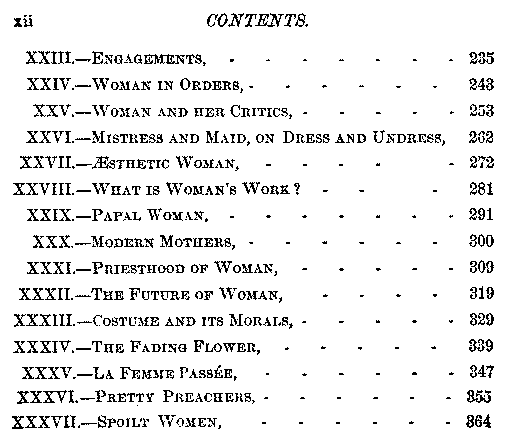 xii CONTENTS.
XXIII.—Engagements, - - - - - - - 235
XXIV.—Woman in Orders, - - - - - - 243
XXV.—Woman and her Critics, - - - - - 253
XXVI.—Mistress and Maid, on Dress and Undress, 262
XXVII.—Æsthetic Woman, - - - - - - 272
XXVIII.—What is Woman's Work? - - - 281
XXIX.—Papal Woman, - - - - - - - 291
XXX.—Modern Mothers, - - - - - - 300
XXXI.—Priesthood of Woman, - - - - - 309
XXXII.—The Future of Woman, - - - - - 319
XXXIII.—Costume and its Morals, - - - - - 329
XXXIV.—The Fading Flower, - - - - - - 339
XXXV.—La Femme Passée, - - - - - - 347
XXXVI.—Pretty Preachers, - - - - - - 355
XXXVII.—Spoilt Women, - - - - - - 364